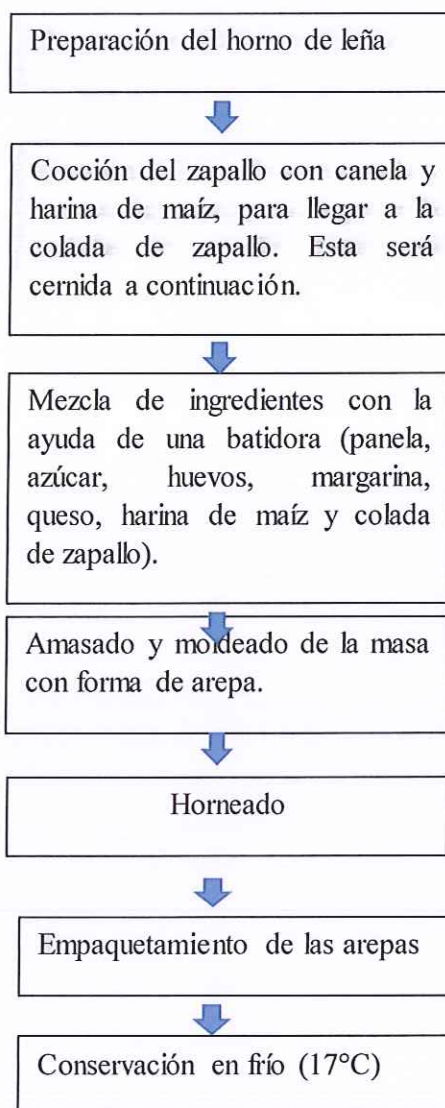 Preparación del horno de leña
Cocción del zapallo con canela y
harina de maíz, para llegar a la
colada de zapallo. Esta será
cernida a continuación.
Mezcla de ingredientes con la
ayuda de una batidora (panela,
azúcar, huevos, margarina,
queso, harina de maíz y colada
de zapallo).
Amasado y moldeado de la masa
con forma de arepa.
Horneado
Empaquetamiento de las arepas
Conservación en frío (17°C)